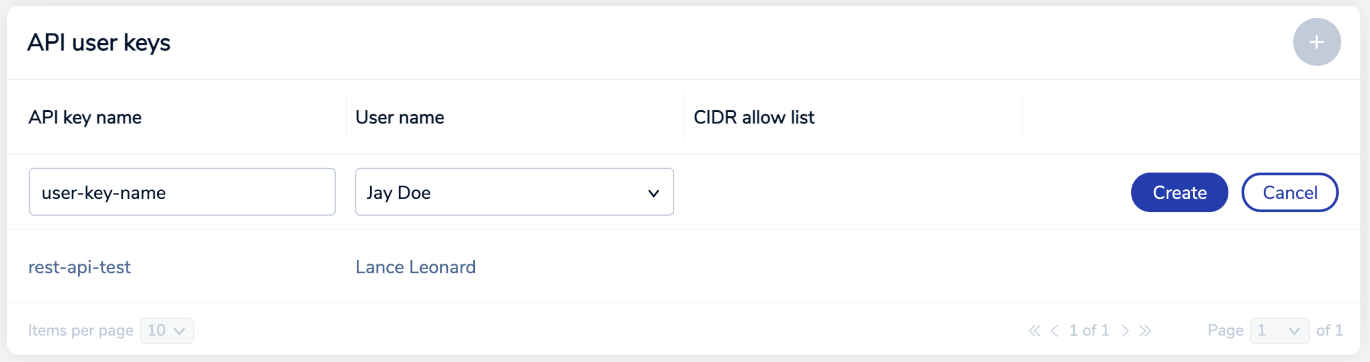 API user keys
+
API key name User name CIDR allow list
user-key-name Jay Doe Create Cancel
rest-api-test Lance Leonard
Items per page 10 « < 1 of 1 > » Page 1 of 1